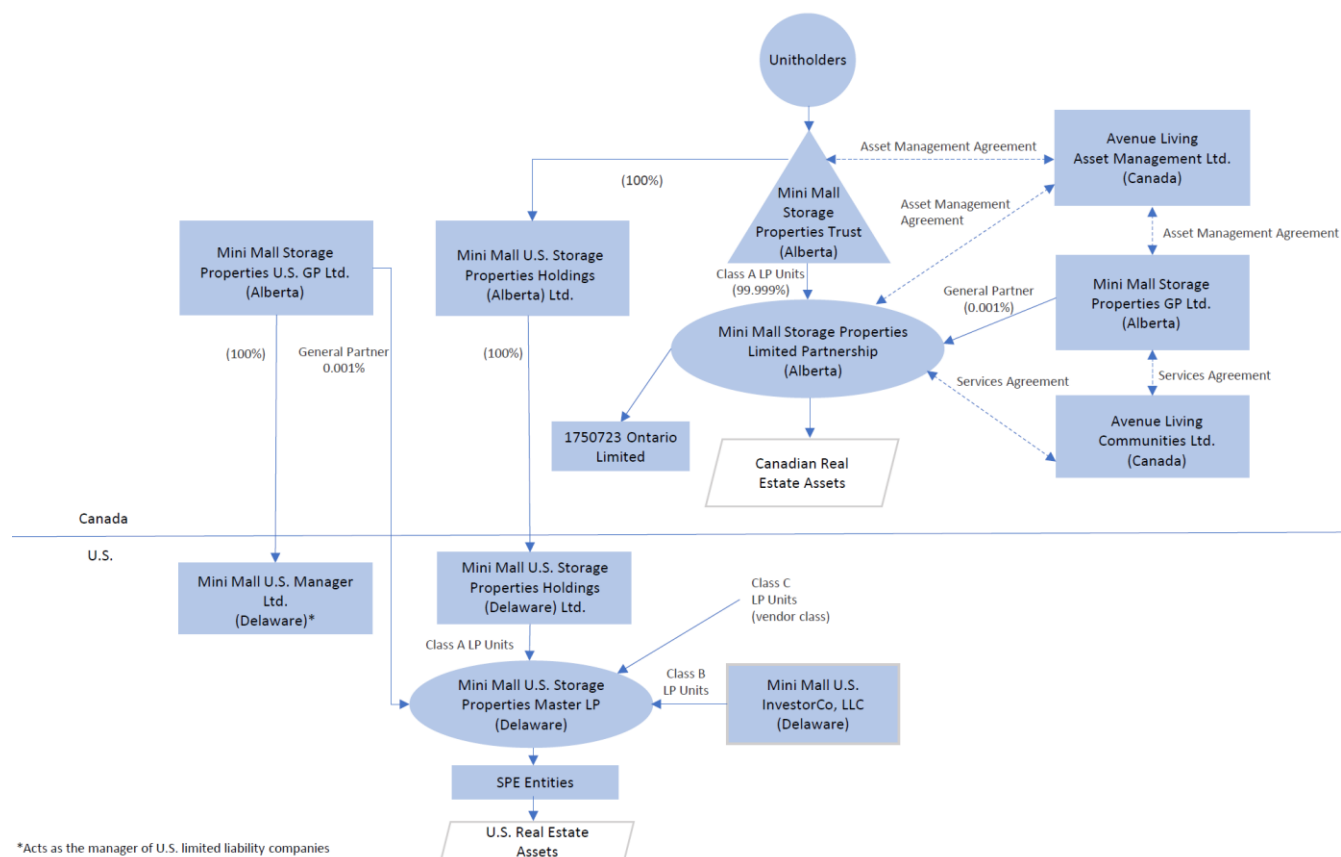 Unitholders
Asset Management Agreement
Avenue Living
Asset Management Ltd.
(Canada)
(100%)
Mini Mall
Storage
Properties Trust
(Alberta)
Asset Management
Agreement
Asset Management Agreement
Mini Mall Storage
Properties U.S. GP Ltd.
(Alberta)
Mini Mall U.S. Storage
Properties Holdings
(Alberta) Ltd.
Class A LP Units
(99.999%)
General Partner
(0.001%)
Mini Mall Storage
Properties GP Ltd.
(Alberta)
Mini Mall Storage Properties
Limited Partnership
(Alberta)
(100%)
General Partner
0.001%
(100%)
Services Agreement
Services Agreement
1750723 Ontario
Limited
Canadian Real
Estate Assets
Avenue Living
Communities Ltd.
(Canada)
Canada
U.S.
Mini Mall U.S. Manager
Ltd.
(Delaware)*
Mini Mall U.S. Storage
Properties Holdings
(Delaware) Ltd.
Class C
LP Units
(vendor class)
Class A LP Units
Class B
LP Units
Mini Mall U.S. Storage
Properties Master LP
(Delaware)
Mini Mall U.S.
InvestorCo, LLC
(Delaware)
SPE Entities
U.S. Real Estate
Assets
*Acts as the manager of U.S. limited liability companies